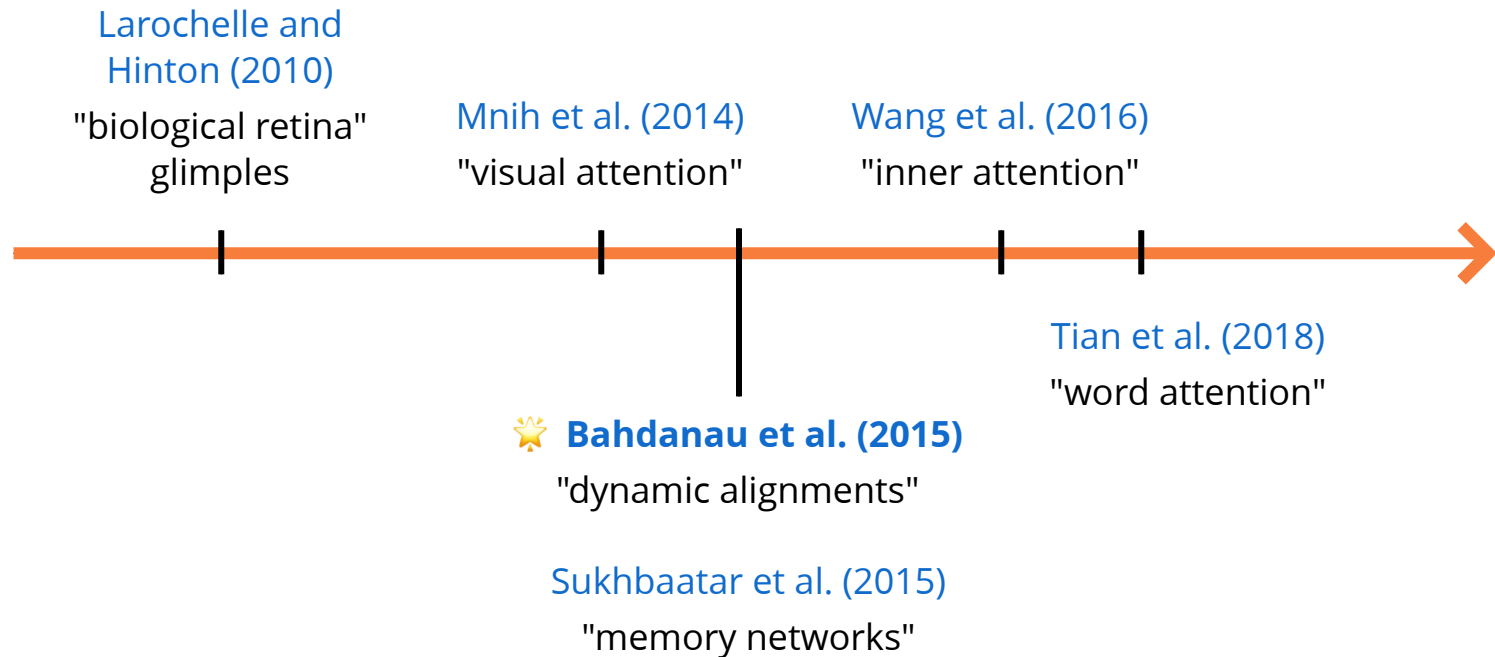 Larochelle and
Hinton (2010)
"biological retina"
glimples
Mnih et al. (2014)
"visual attention"
Wang et al. (2016)
"inner attention"
Tian et al. (2018)
"word attention"
🌟 Bahdanau et al. (2015)
"dynamic alignments"
Sukhbaatar et al. (2015)
"memory networks"